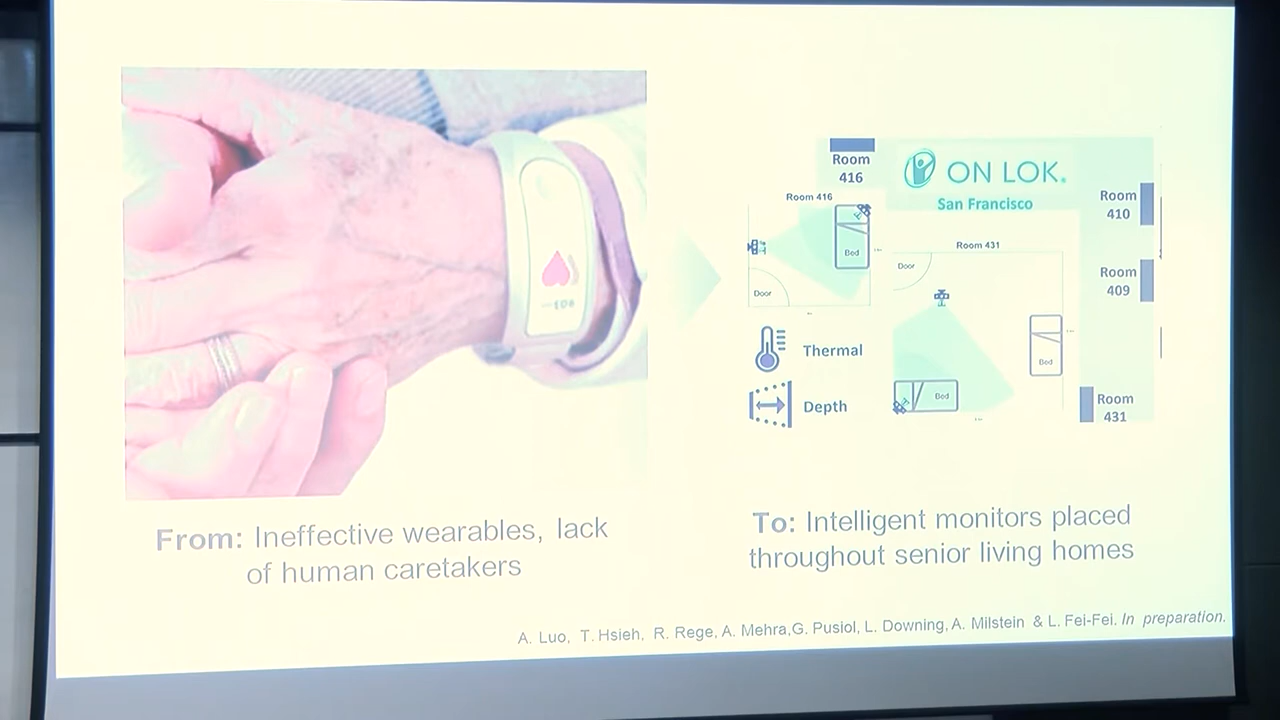 Room
416
ON LOK.
San Francisco
Room
410
Room 416
Bed
Door
Room 431
Door
Room
409
Bed
Thermal
Depth
Bed
Room
431
From: Ineffective wearables, lack
of human caretakers
To: Intelligent monitors placed
throughout senior living homes
A. Luo, T. Hsieh, R. Rege, A. Mehra,G. Pusiol, L. Downing, A. Milstein & L. Fei-Fei. In preparation.